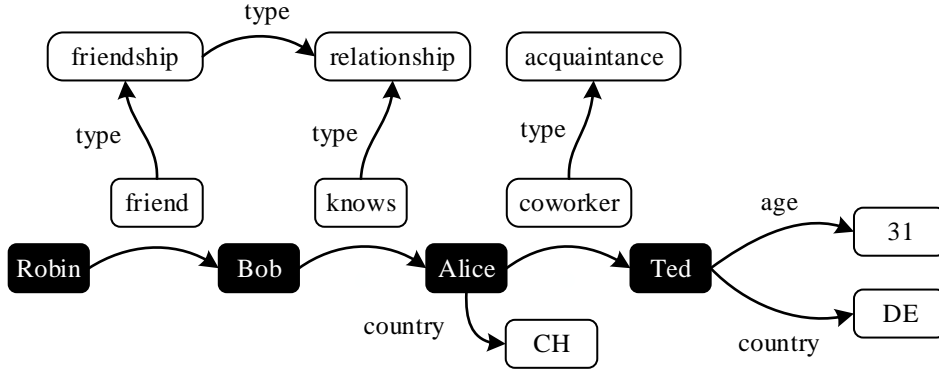 type
friendship relationship acquaintance
type type type
friend knows coworker
age
31
Robin Bob Alice Ted
DE
country
CH
country